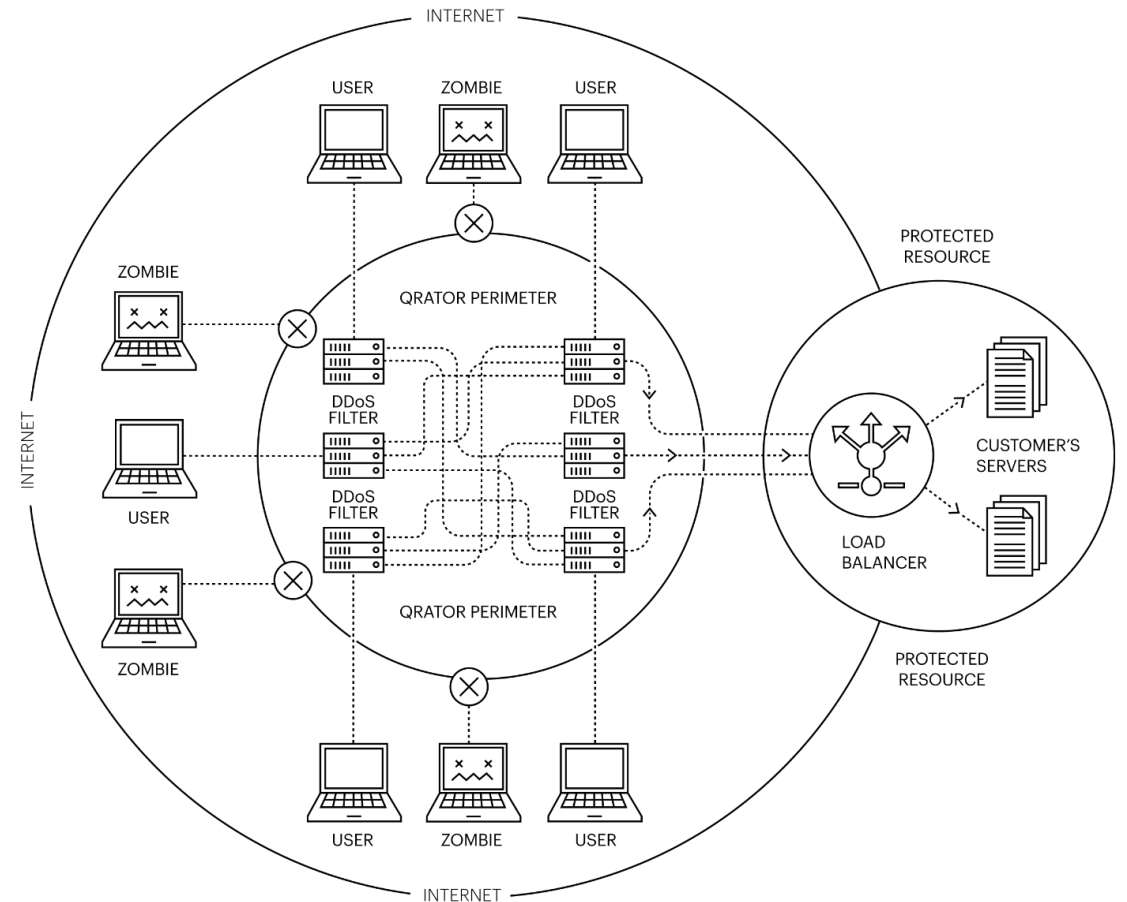 INTERNET
USER
ZOMBIE
USER
PROTECTED
RESOURCE
ZOMBIE
QRATOR PERIMETER
DDoS
FILTER
DDoS
FILTER
INTERNET
CUSTOMER'S
SERVERS
DDoS
FILTER
DDoS
FILTER
USER
LOAD
BALANCER
QRATOR PERIMETER
ZOMBIE
PROTECTED
RESOURCE
USER
ZOMBIE
USER
INTERNET